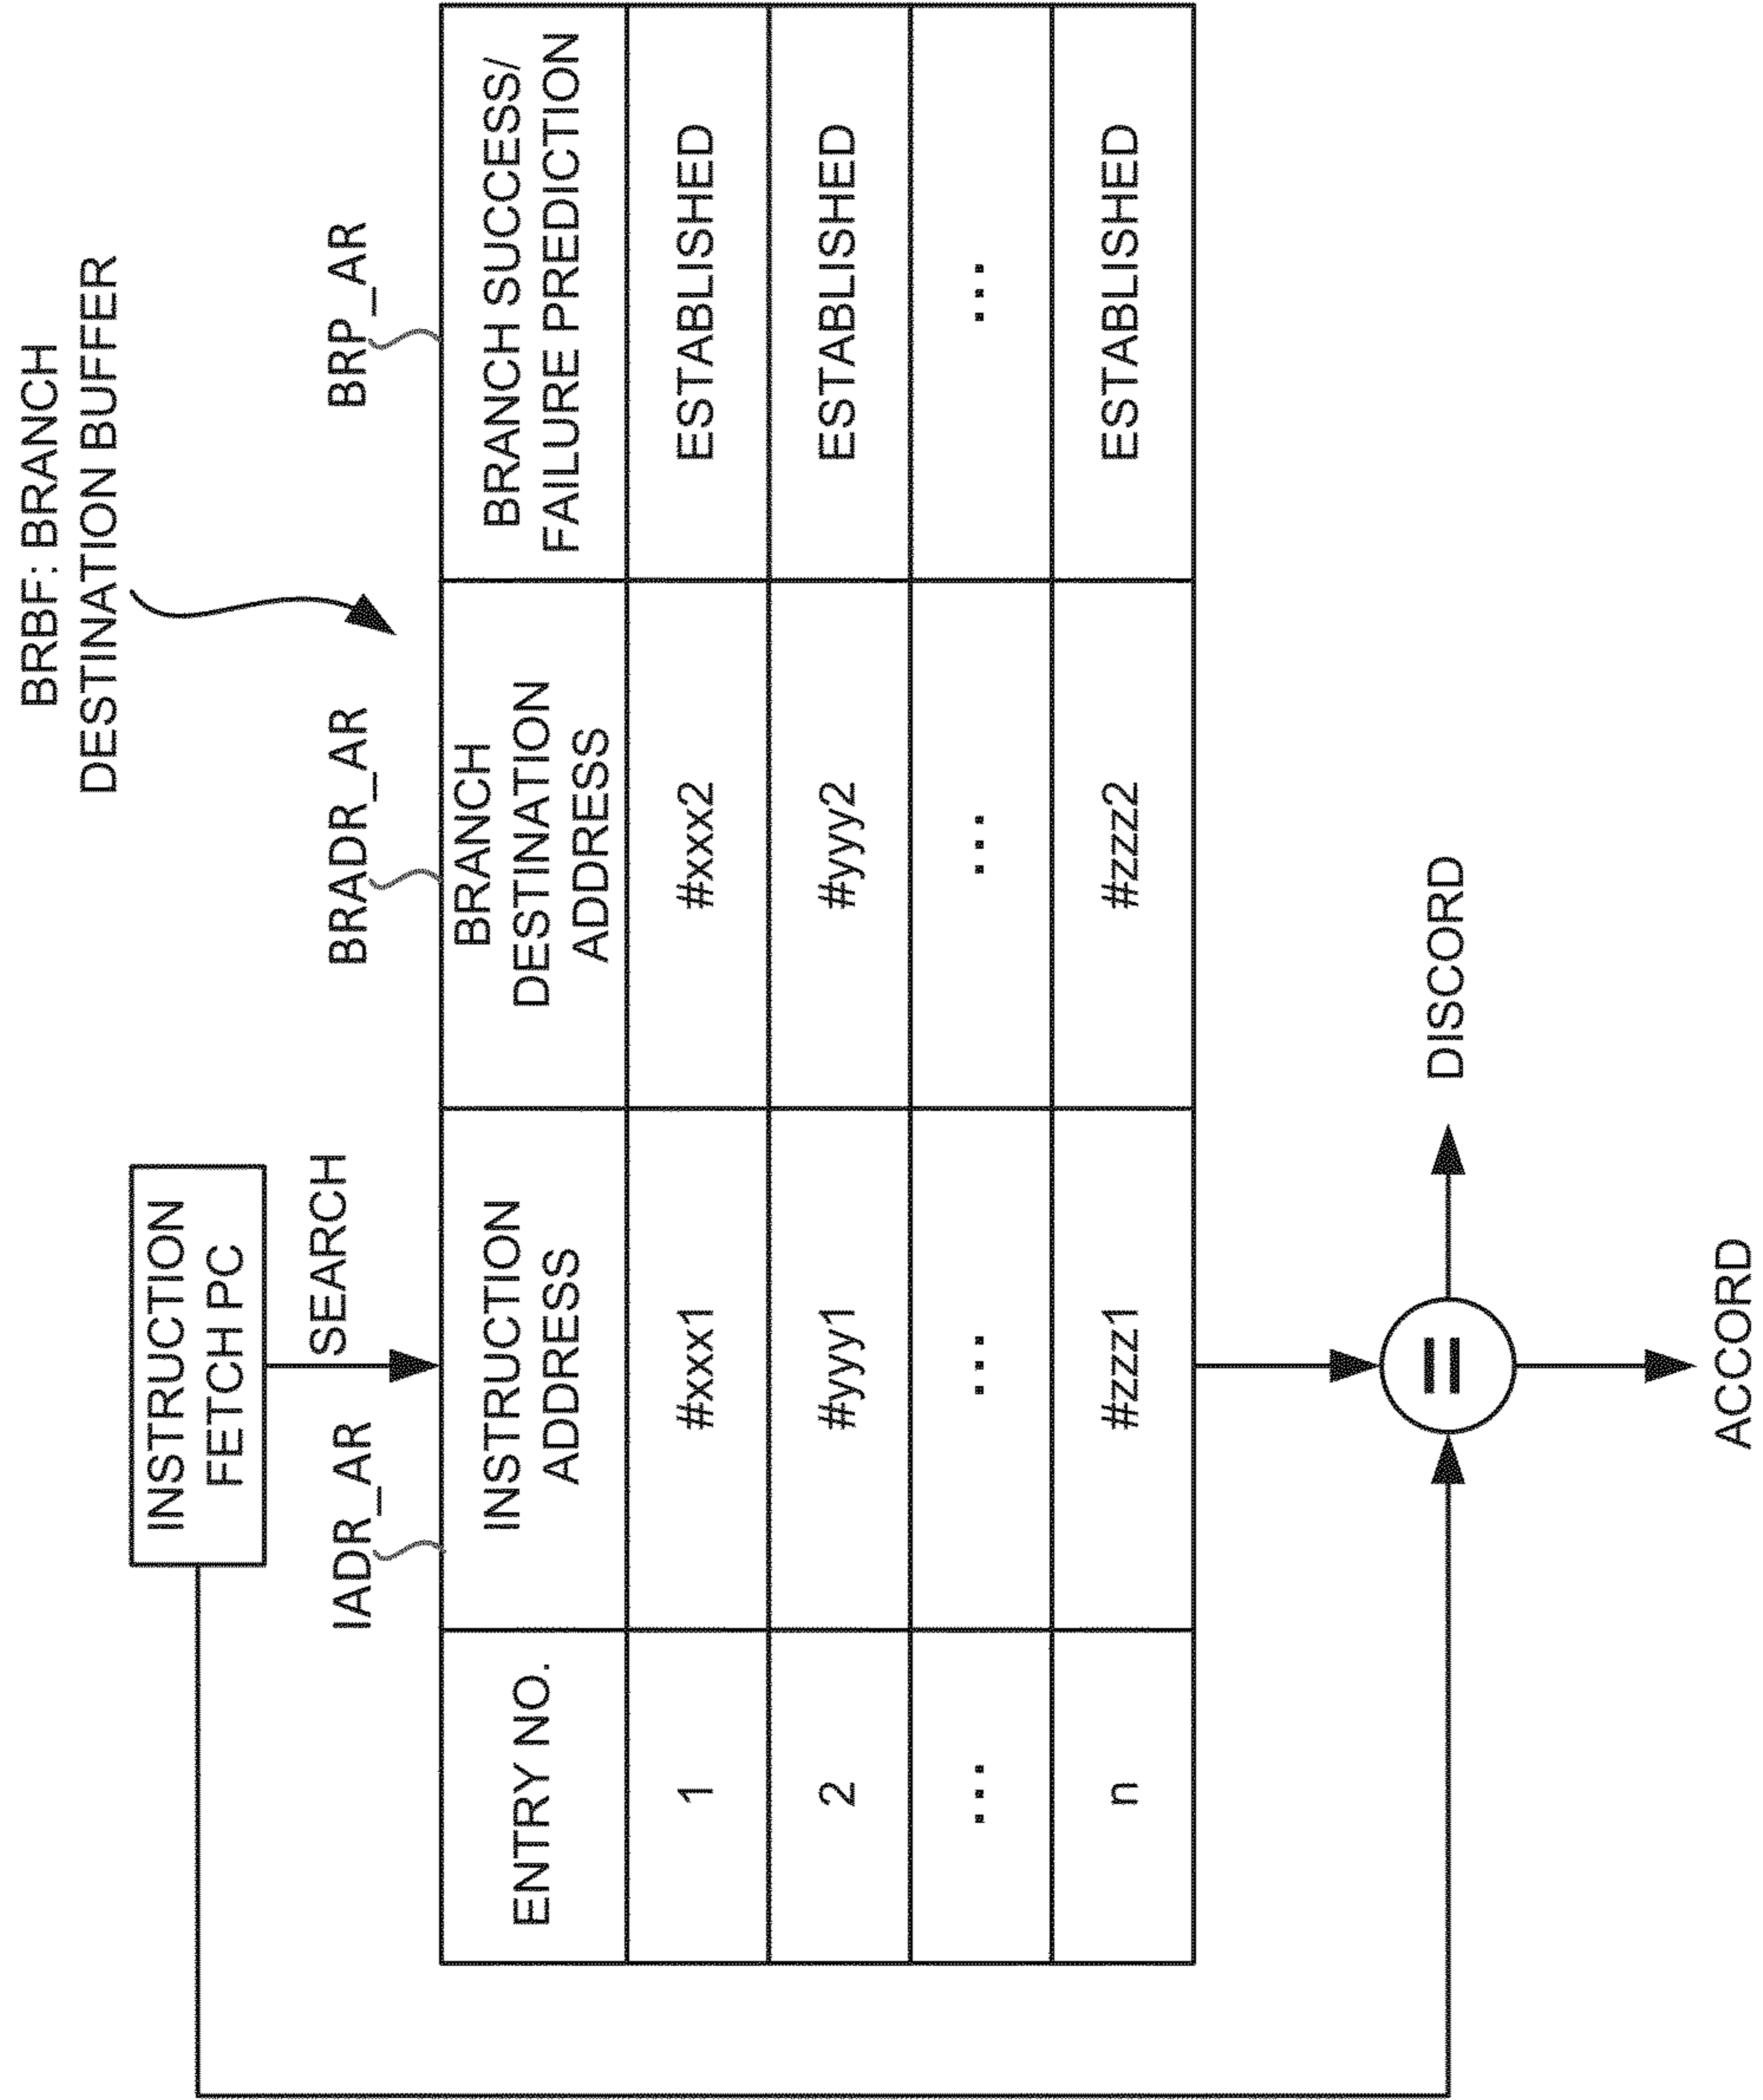 BRBF: BRANCH
DESTINATION BUFFER
INSTRUCTION
FETCH PC
SEARCH
IADR_AR
BRADR_AR
BRP_AR
ENTRY NO.
INSTRUCTION
ADDRESS
BRANCH
DESTINATION
ADDRESS
BRANCH SUCCESS/
FAILURE PREDICTION
1
#xxx1
#xxx2
ESTABLISHED
2
#yyy1
#yyy2
ESTABLISHED
...
...
...
...
n
#zzz1
#zzz2
ESTABLISHED
=
DISCORD
ACCORD